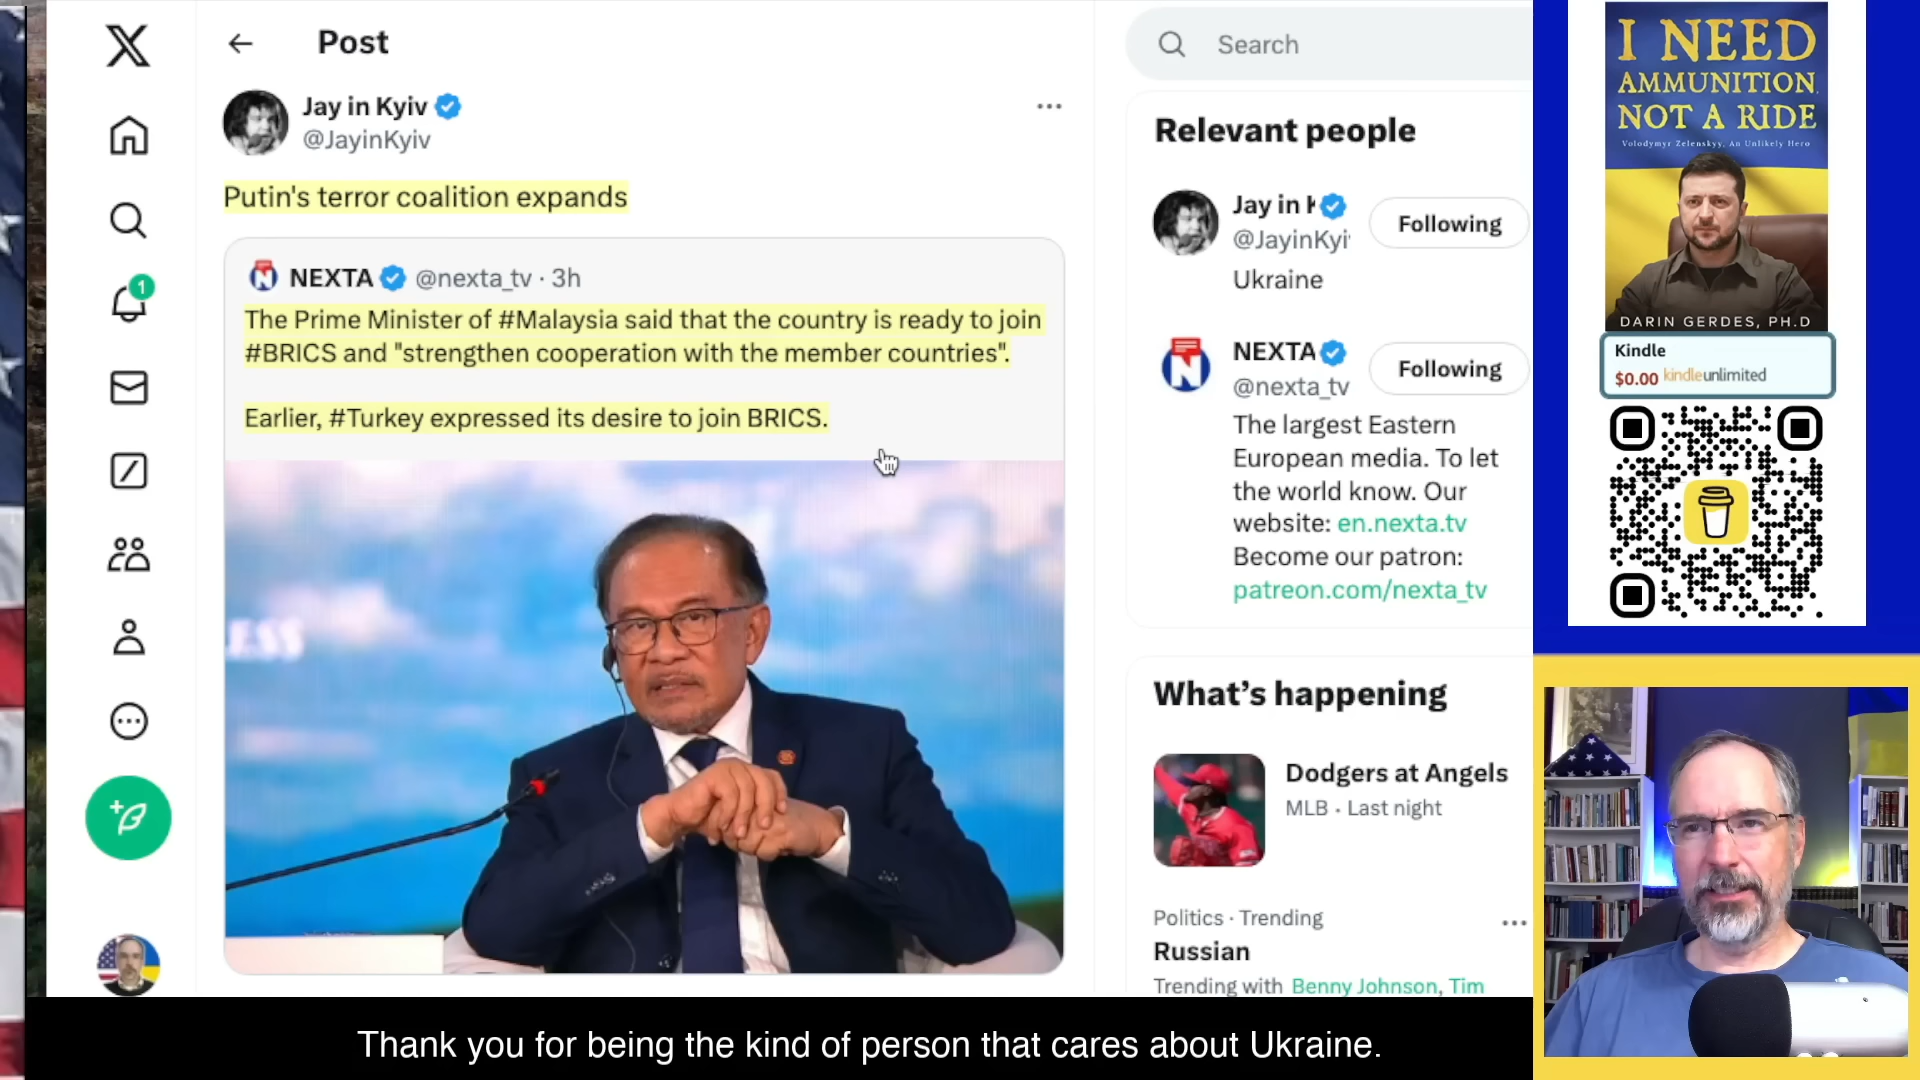 Post
Jay in Kyiv
@JayinKyiv
Putin's terror coalition expands
NEXTA @nexta_tv · 3h
The Prime Minister of #Malaysia said that the country is ready to join
#BRICS and "strengthen cooperation with the member countries".
Earlier, #Turkey expressed its desire to join BRICS.
ESS
1
Search
Relevant people
Jay in K
@JayinKyi
Following
Ukraine
NEXTA
@nexta_tv
Following
The largest Eastern
European media. To let
the world know. Our
website: en.nexta.tv
Become our patron:
patreon.com/nexta_tv
What's happening
Dodgers at Angels
MLB · Last night
Politics · Trending
Russian
Trending with Benny Johnson, Tim
I NEED
AMMUNITION,
NOT A RIDE
Volodymyr Zelenskyy, An Unlikely Hero
DARIN GERDES, PH.D
Kindle
$0.00 kindleunlimited
Thank you for being the kind of person that cares about Ukraine.